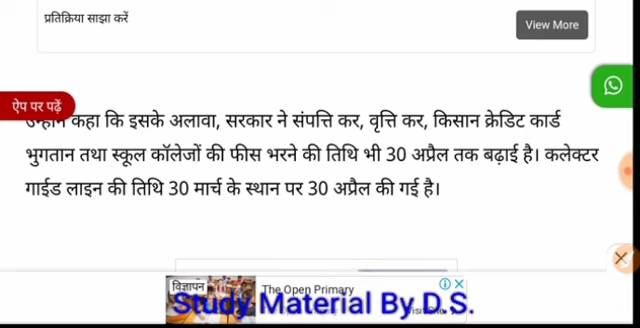 प्रतिक्रिया साझा करें
View More
ऐप पर पढ़ें
उन्होंने कहा कि इसके अलावा, सरकार ने संपत्ति कर, वृत्ति कर, किसान क्रेडिट कार्ड
भुगतान तथा स्कूल कॉलेजों की फीस भरने की तिथि भी 30 अप्रैल तक बढ़ाई है। कलेक्टर
गाईड लाइन की तिथि 30 मार्च के स्थान पर 30 अप्रैल की गई है।
विज्ञापन
The Open Primary
Study Material By D.S.